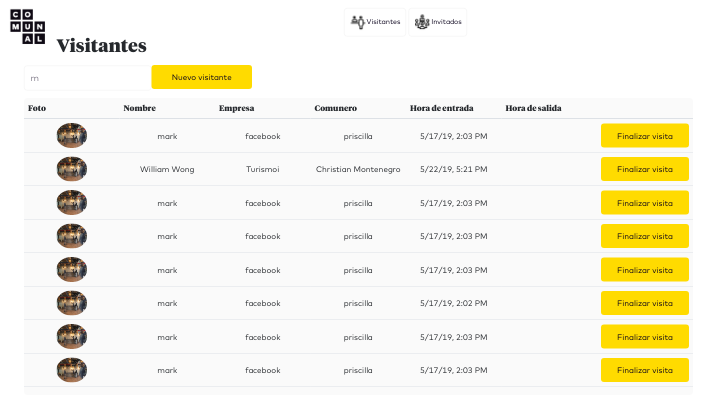 COMUNAL
Visitantes Invitados
Visitantes
m
Nuevo visitante
Foto Nombre Empresa Comunero Hora de entrada Hora de salida
mark facebook priscilla 5/17/19, 2:03 PM Finalizar visita
William Wong Turismoi Christian Montenegro 5/22/19, 5:21 PM Finalizar visita
mark facebook priscilla 5/17/19, 2:03 PM Finalizar visita
mark facebook priscilla 5/17/19, 2:03 PM Finalizar visita
mark facebook priscilla 5/17/19, 2:03 PM Finalizar visita
mark facebook priscilla 5/17/19, 2:02 PM Finalizar visita
mark facebook priscilla 5/17/19, 2:03 PM Finalizar visita
mark facebook priscilla 5/17/19, 2:03 PM Finalizar visita